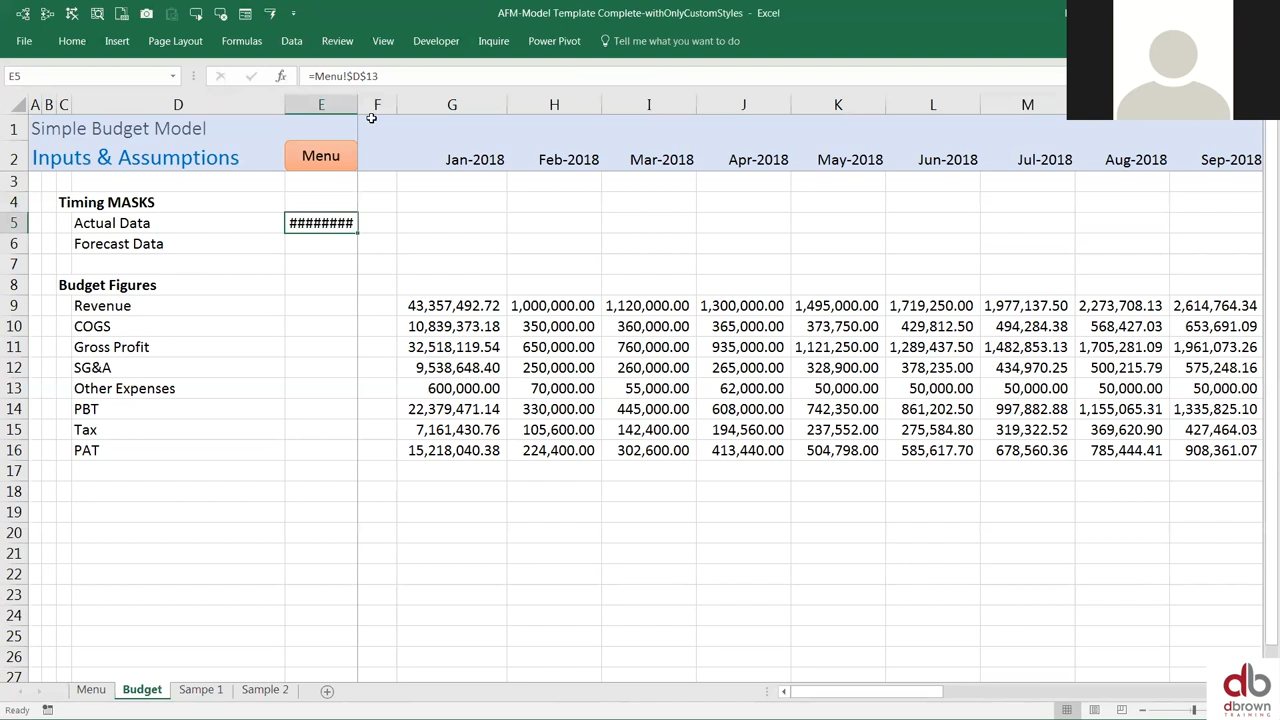 AFM-Model Template Complete-withOnlyCustomStyles - Excel
File Home Insert Page Layout Formulas Data Review View Developer Inquire Power Pivot Tell me what you want to do
E5 fx =Menu!$D$13
A B C D E F G H I J K L M
1 Simple Budget Model
2 Inputs & Assumptions Menu Jan-2018 Feb-2018 Mar-2018 Apr-2018 May-2018 Jun-2018 Jul-2018 Aug-2018 Sep-2018
3
4 Timing MASKS
5 Actual Data ########
6 Forecast Data
7
8 Budget Figures
9 Revenue 43,357,492.72 1,000,000.00 1,120,000.00 1,300,000.00 1,495,000.00 1,719,250.00 1,977,137.50 2,273,708.13 2,614,764.34
10 COGS 10,839,373.18 350,000.00 360,000.00 365,000.00 373,750.00 429,812.50 494,284.38 568,427.03 653,691.09
11 Gross Profit 32,518,119.54 650,000.00 760,000.00 935,000.00 1,121,250.00 1,289,437.50 1,482,853.13 1,705,281.09 1,961,073.26
12 SG&A 9,538,648.40 250,000.00 260,000.00 265,000.00 328,900.00 378,235.00 434,970.25 500,215.79 575,248.16
13 Other Expenses 600,000.00 70,000.00 55,000.00 62,000.00 50,000.00 50,000.00 50,000.00 50,000.00 50,000.00
14 PBT 22,379,471.14 330,000.00 445,000.00 608,000.00 742,350.00 861,202.50 997,882.88 1,155,065.31 1,335,825.10
15 Tax 7,161,430.76 105,600.00 142,400.00 194,560.00 237,552.00 275,584.80 319,322.52 369,620.90 427,464.03
16 PAT 15,218,040.38 224,400.00 302,600.00 413,440.00 504,798.00 585,617.70 678,560.36 785,444.41 908,361.07
17
18
19
20
21
22
23
24
25
26
27
Menu Budget Sampe 1 Sample 2
Ready
db
dbrown
TRAINING